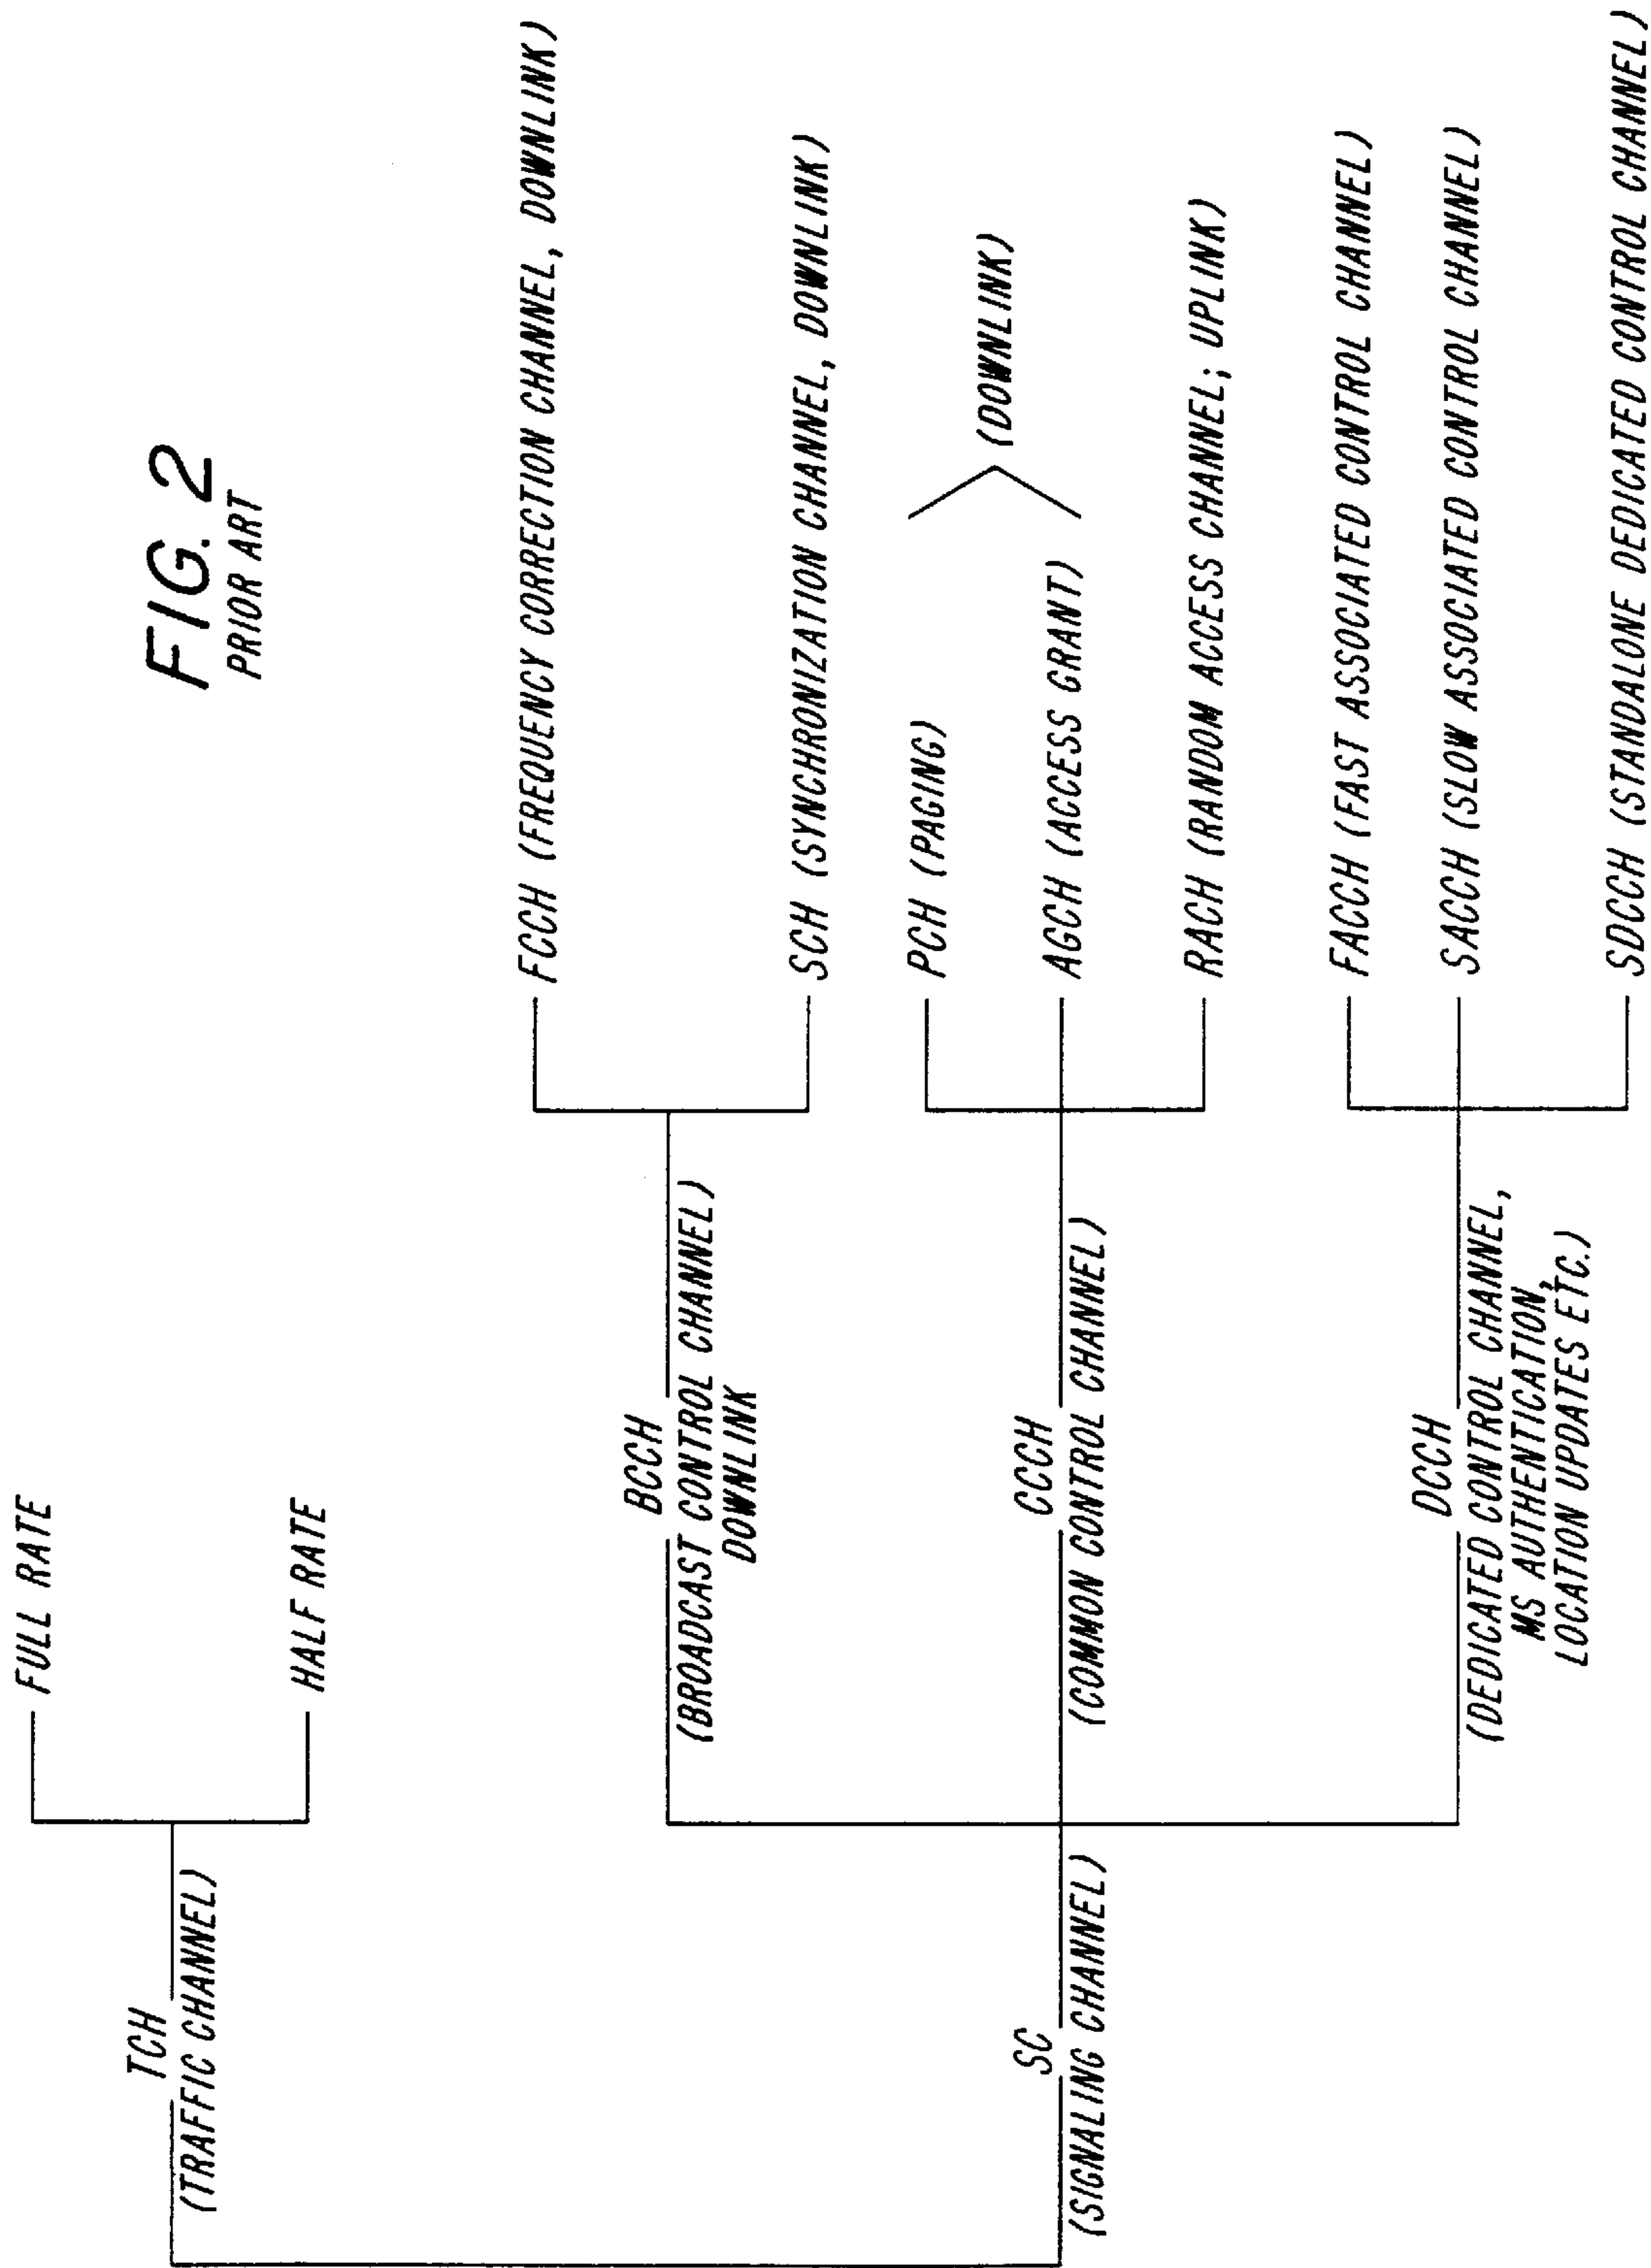 FIG. 2
PRIOR ART
TCH
(TRAFFIC CHANNEL)
FULL RATE
HALF RATE
SC
(SIGNALING CHANNEL)
BCCH
(BROADCAST CONTROL CHANNEL)
DOWNLINK
FCCH (FREQUENCY CORRECTION CHANNEL, DOWNLINK)
SCH (SYNCHRONIZATION CHANNEL, DOWNLINK)
CCCH
(COMMON CONTROL CHANNEL)
PCH (PAGING)
AGCH (ACCESS GRANT)
(DOWNLINK)
RACH (RANDOM ACCESS CHANNEL; UPLINK)
DCCH
(DEDICATED CONTROL CHANNEL,
MS AUTHENTICATION,
LOCATION UPDATES ETC.)
FACCH (FAST ASSOCIATED CONTROL CHANNEL)
SACCH (SLOW ASSOCIATED CONTROL CHANNEL)
SDCCH (STANDALONE DEDICATED CONTROL CHANNEL)